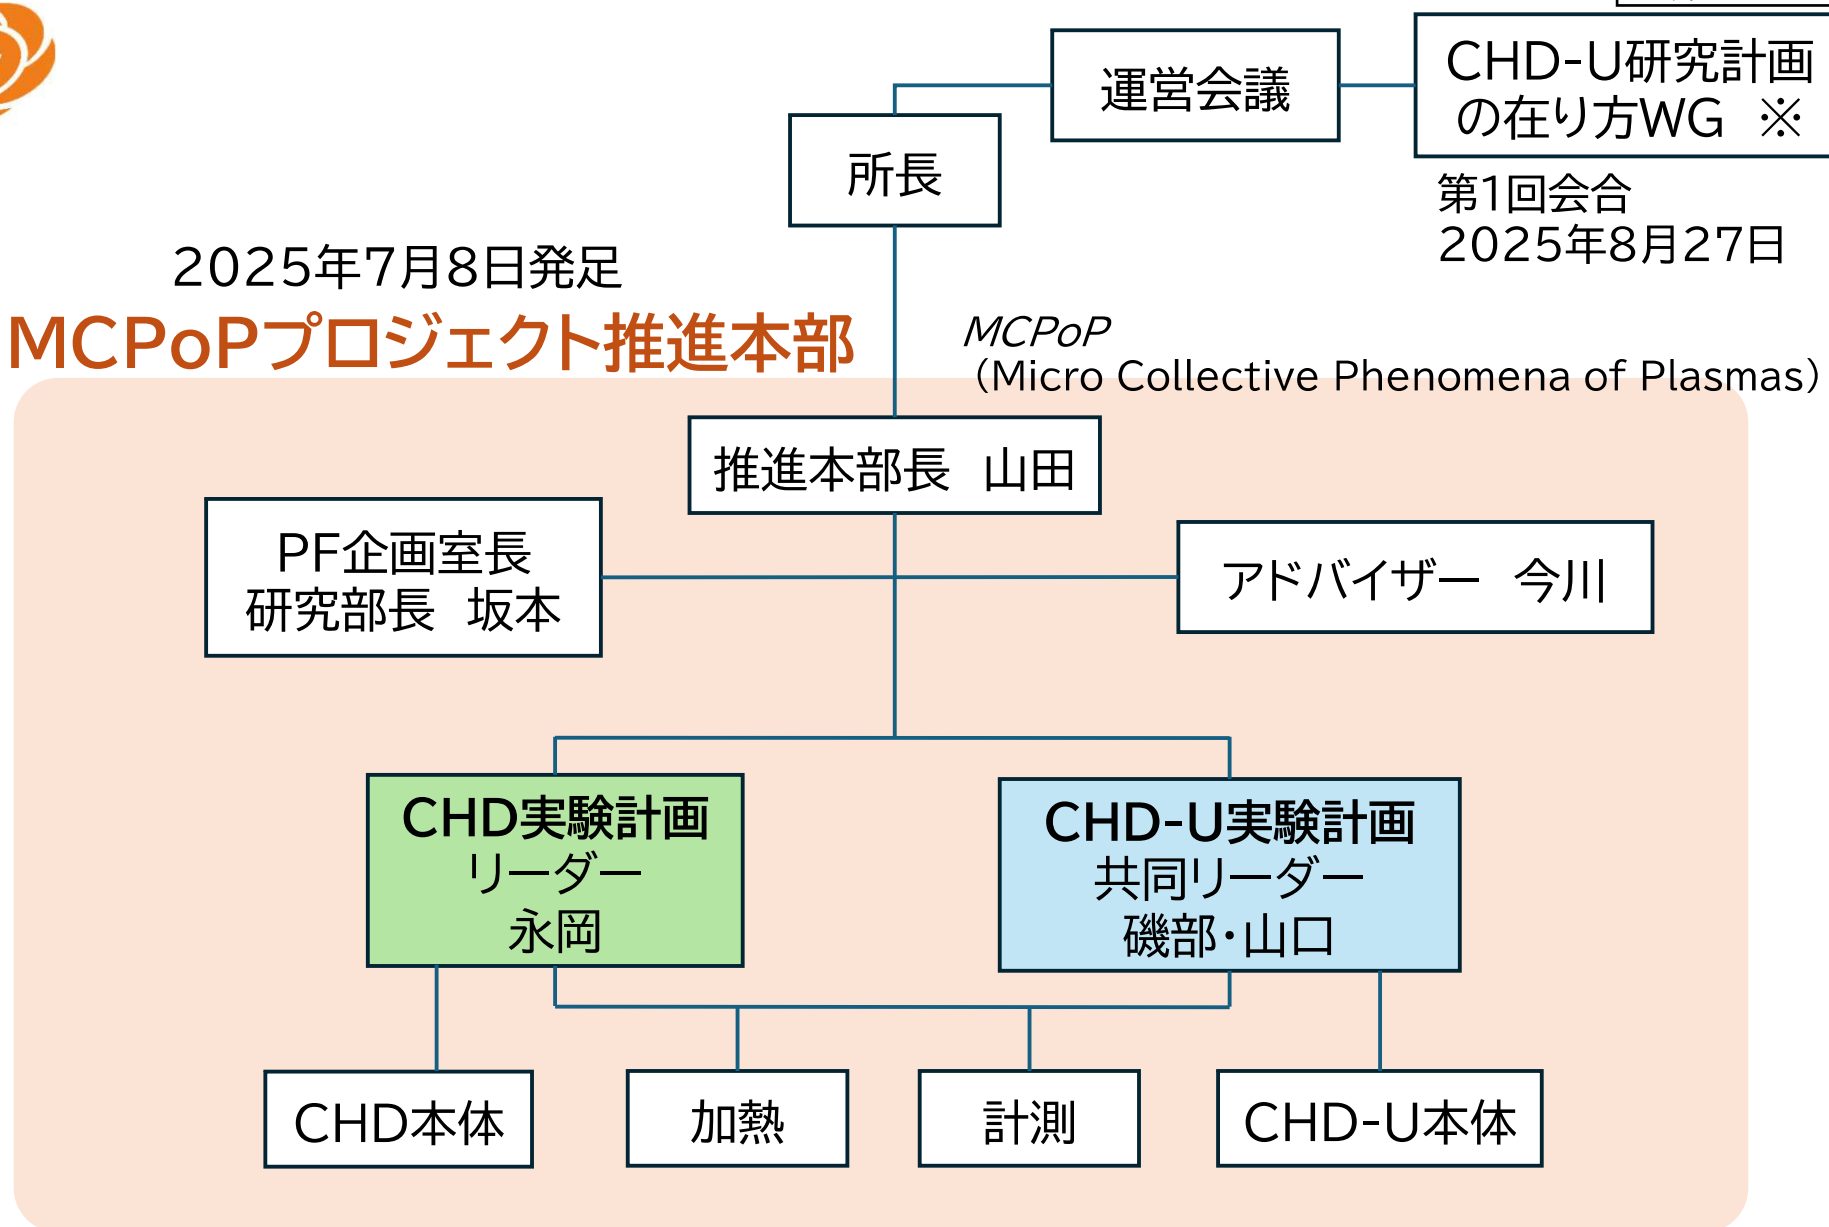 運営会議
CHD-U研究計画
の在り方WG ※
所長
第1回会合
2025年8月27日
2025年7月8日発足
MCPoPプロジェクト推進本部
MCPoP
（Micro Collective Phenomena of Plasmas）
推進本部長 山田
PF企画室長
研究部長 坂本
アドバイザー 今川
CHD実験計画
リーダー
永岡
CHD-U実験計画
共同リーダー
磯部・山口
CHD本体
加熱
計測
CHD-U本体